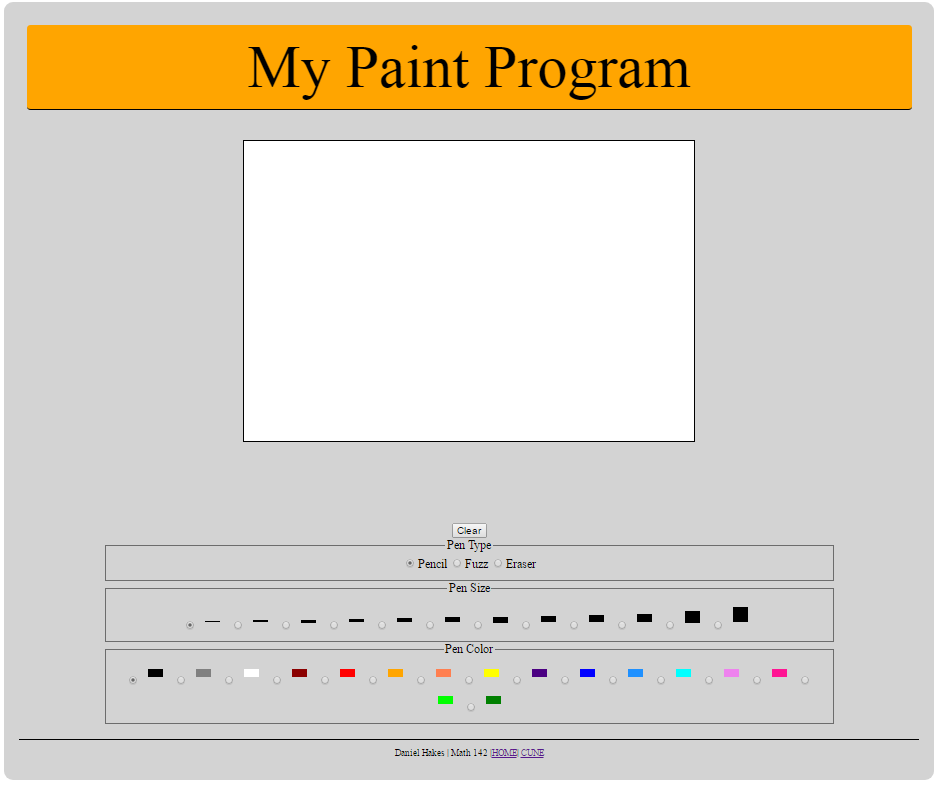 My Paint Program
Clear
Pen Type
Pencil Fuzz Eraser
Pen Size
Pen Color
Daniel Hakes | Math 142 |HOME| CUNE